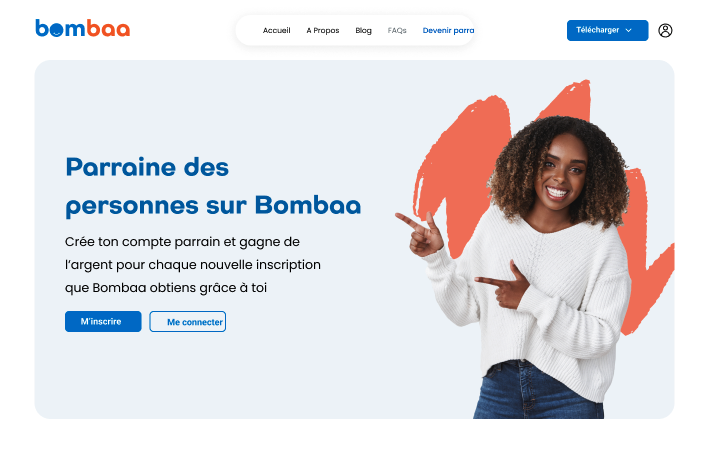 bombaa
Accueil A Propos Blog FAQs Devenir parra
Télécharger
Parraine des
personnes sur Bombaa
Crée ton compte parrain et gagne de
l’argent pour chaque nouvelle inscription
que Bombaa obtiens grâce à toi
M’inscrire Me connecter